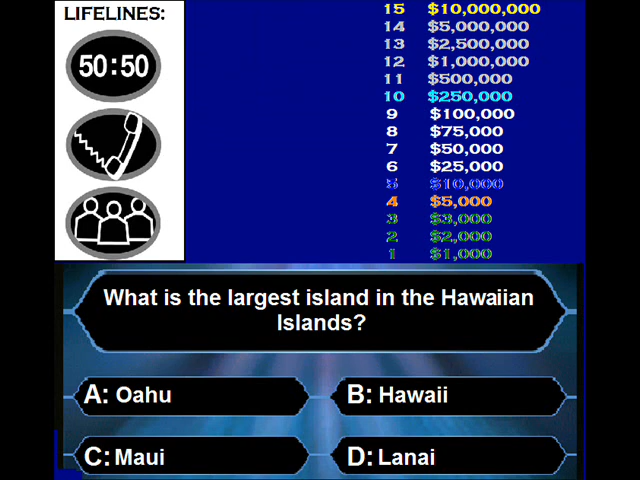 LIFELINES:
50:50
15 $10,000,000
14 $5,000,000
13 $2,500,000
12 $1,000,000
11 $500,000
10 $250,000
9 $100,000
8 $75,000
7 $50,000
6 $25,000
5 $10,000
4 $5,000
3 $3,000
2 $2,000
1 $1,000
What is the largest island in the Hawaiian
Islands?
A: Oahu
B: Hawaii
C: Maui
D: Lanai